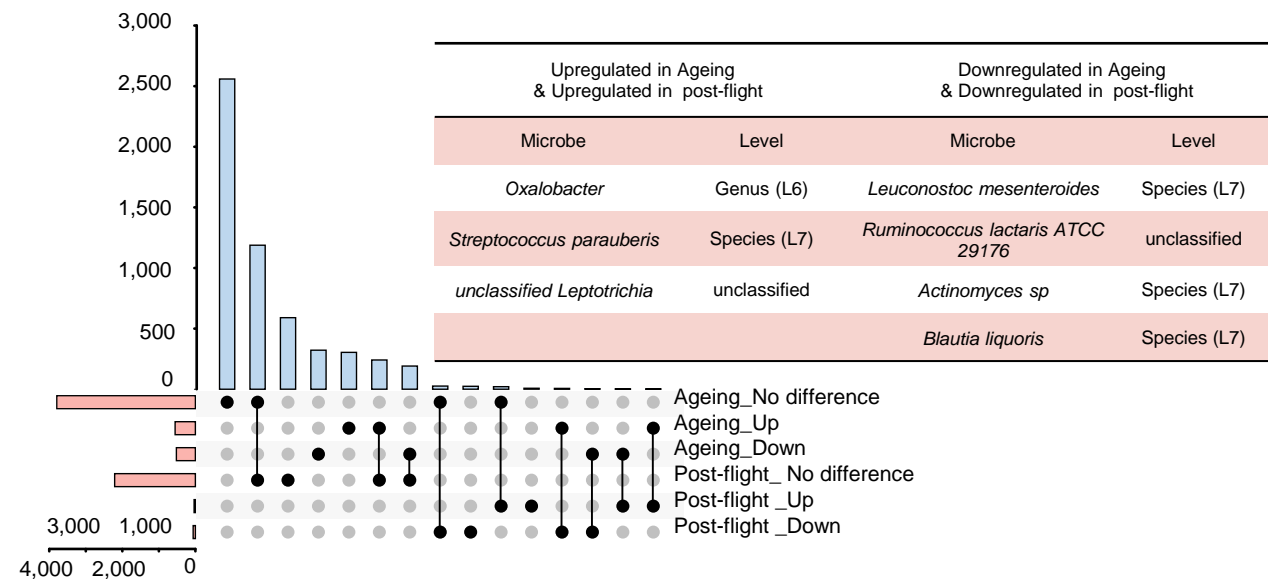 3,000
2,500
2,000
1,500
1,000
500
0
Upregulated in Ageing
& Upregulated in post-flight
Downregulated in Ageing
& Downregulated in post-flight
Microbe Level Microbe Level
Oxalobacter Genus (L6) Leuconostoc mesenteroides Species (L7)
Streptococcus parauberis Species (L7) Ruminococcus lactaris ATCC
29176 unclassified
unclassified Leptotrichia unclassified Actinomyces sp Species (L7)
Blautia liquoris Species (L7)
Ageing_No difference
Ageing_Up
Ageing_Down
Post-flight_ No difference
Post-flight _Up
Post-flight _Down
3,000 1,000
4,000 2,000 0